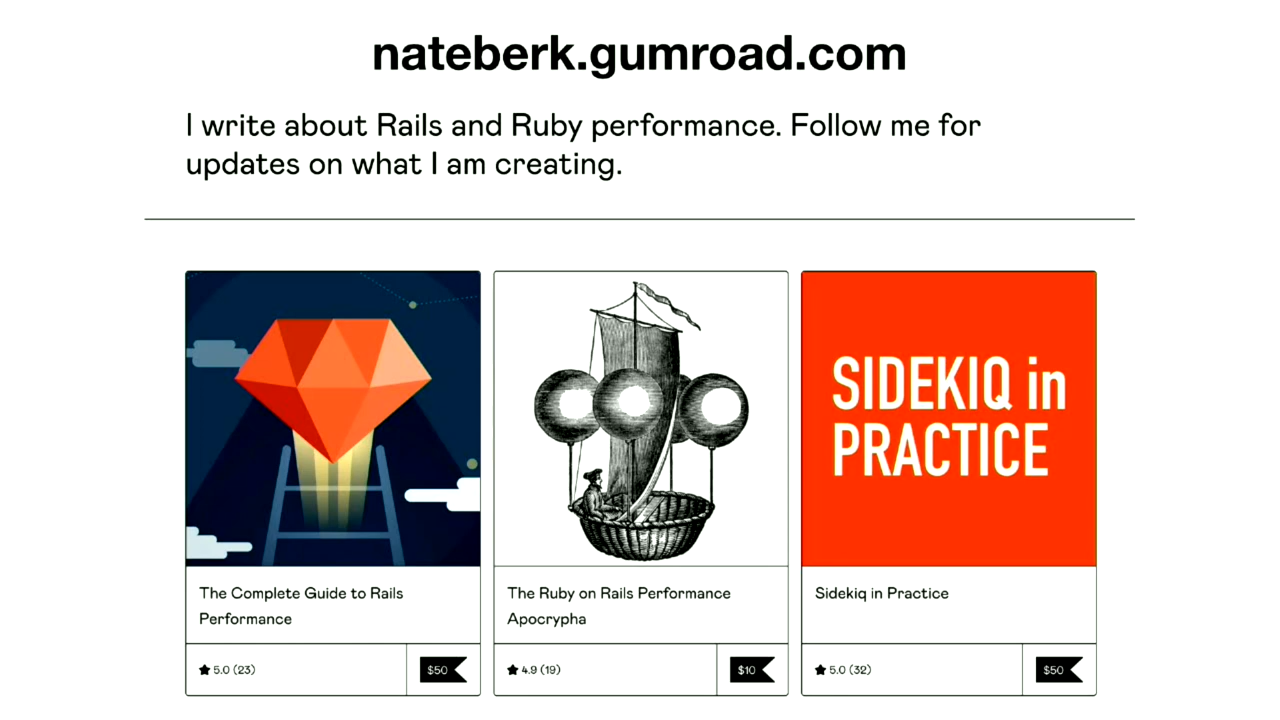 nateberk.gumroad.com
I write about Rails and Ruby performance. Follow me for
updates on what I am creating.
SIDEKIQ in
PRACTICE
The Complete Guide to Rails
Performance
The Ruby on Rails Performance
Apocrypha
Sidekiq in Practice
5.0 (23)
$50
4.9 (19)
$10
5.0 (32)
$50